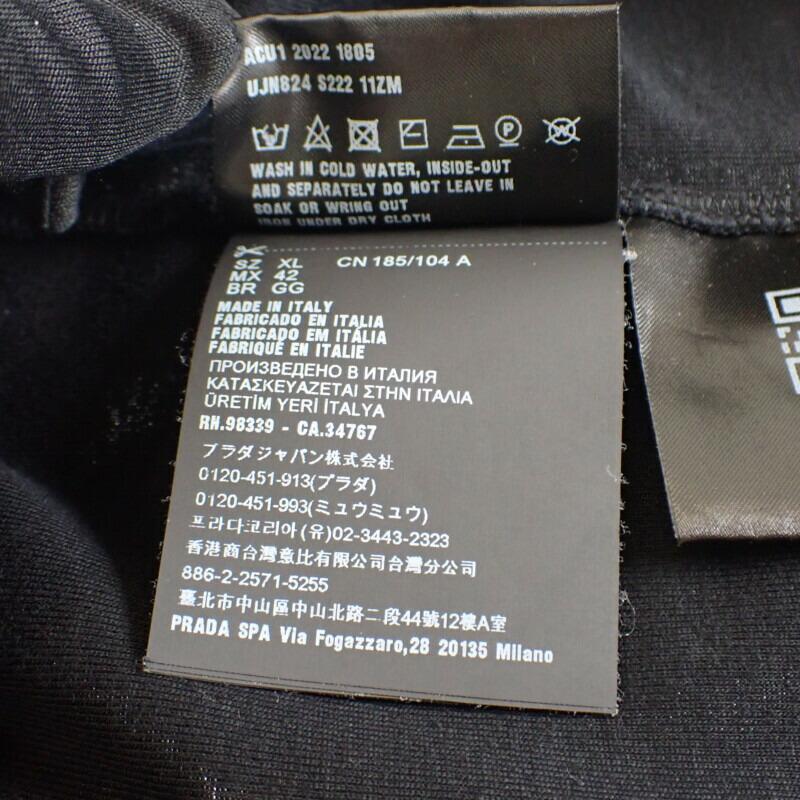 ACU1 2022 1805
UJN824 S222 11ZM
WASH IN COLD WATER, INSIDE-OUT
AND SEPARATELY DO NOT LEAVE IN
SOAK OR WRING OUT
IRON UNDER DRY CLOTH
SZ XL CN 185/104 A
MX 42
BR GG
MADE IN ITALY
FABRICADO EN ITALIA
FABRICADO EM ITÁLIA
FABRIQUÉ EN ITALIE
ПРОИЗВЕДЕНО В ИТАЛИЯ
ΚΑΤΑΣΚΕΥΑΖΕΤΑΙ ΣΤΗΝ ΙΤΑΛΙΑ
ÜRETİM YERİ İTALYA
RN.98339 - CA.34767
プラダジャパン株式会社
0120-451-913(プラダ)
0120-451-993(ミュウミュウ)
프라다코리아(유)02-3443-2323
香港商台灣意比有限公司台灣分公司
886-2-2571-5255
臺北市中山區中山北路二段44號12樓A室
PRADA SPA Via Fogazzaro,28 20135 Milano